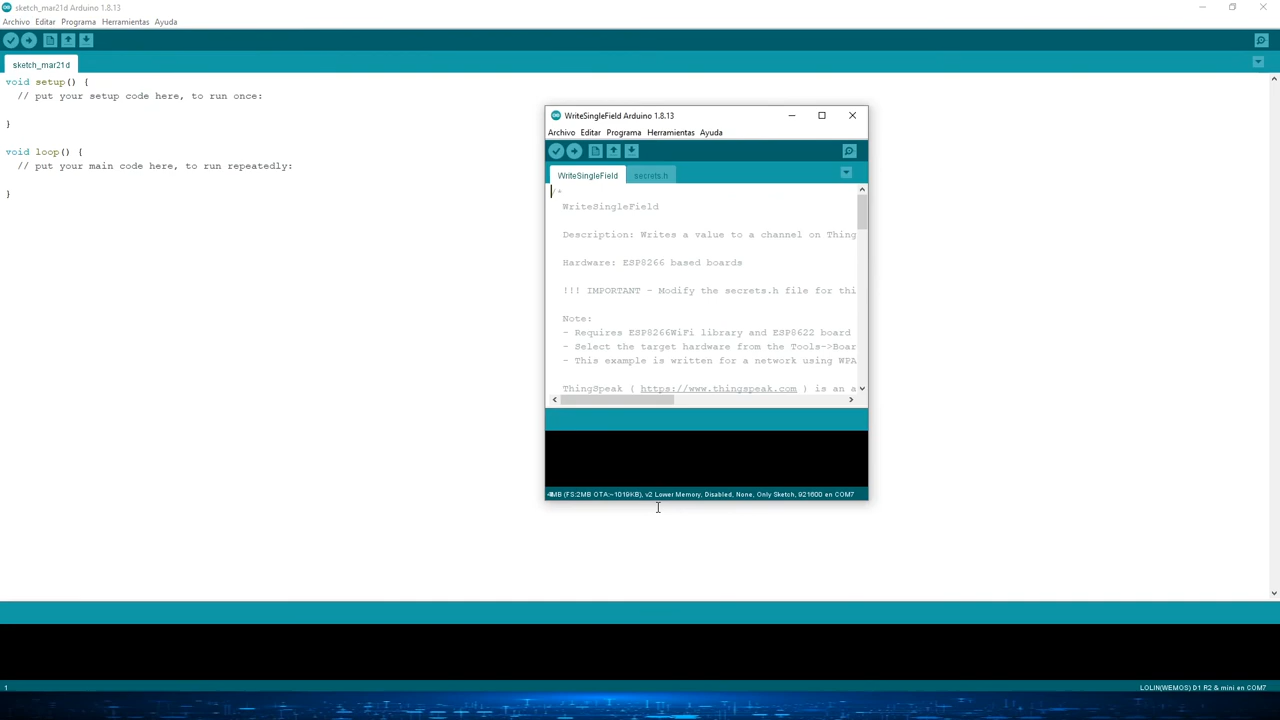 sketch_mar21d Arduino 1.8.13
Archivo Editar Programa Herramientas Ayuda
sketch_mar21d
void setup() {
// put your setup code here, to run once:
}
void loop() {
// put your main code here, to run repeatedly:
}
WriteSingleField Arduino 1.8.13
Archivo Editar Programa Herramientas Ayuda
WriteSingleField secrets.h
/*
WriteSingleField
Description: Writes a value to a channel on Thing
Hardware: ESP8266 based boards
!!! IMPORTANT - Modify the secrets.h file for thi
Note:
- Requires ESP8266WiFi library and ESP8622 board
- Select the target hardware from the Tools->Boar
- This example is written for a network using WPA
ThingSpeak ( https://www.thingspeak.com ) is an a
4MB (FS:2MB OTA:~1019KB), v2 Lower Memory, Disabled, None, Only Sketch, 921600 en COM7
1 LOLIN(WEMOS) D1 R2 & mini en COM7